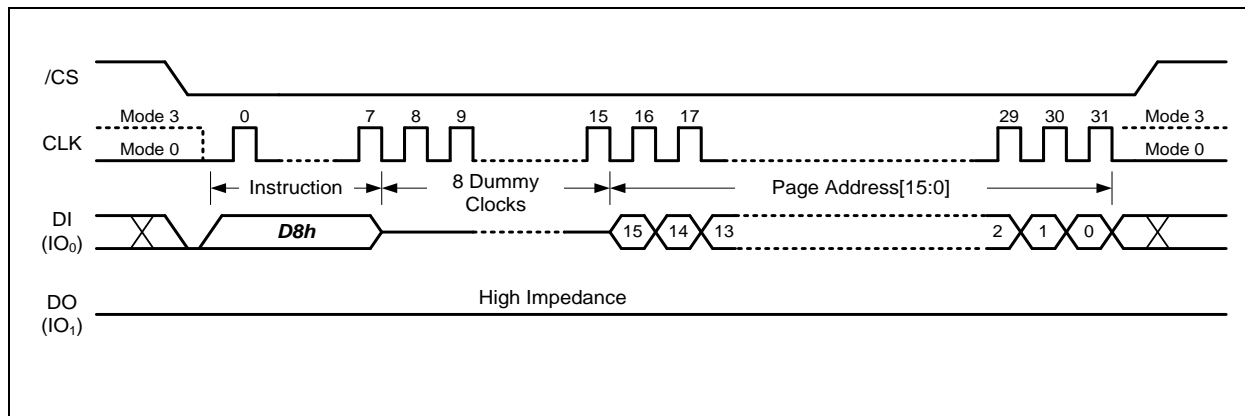 /CS
Mode 3 0 7 8 9 15 16 17 29 30 31 Mode 3
CLK
Mode 0 Mode 0
Instruction 8 Dummy Clocks Page Address[15:0]
DI
(IO₀)
D8h 15 14 13 2 1 0
DO
(IO₁)
High Impedance